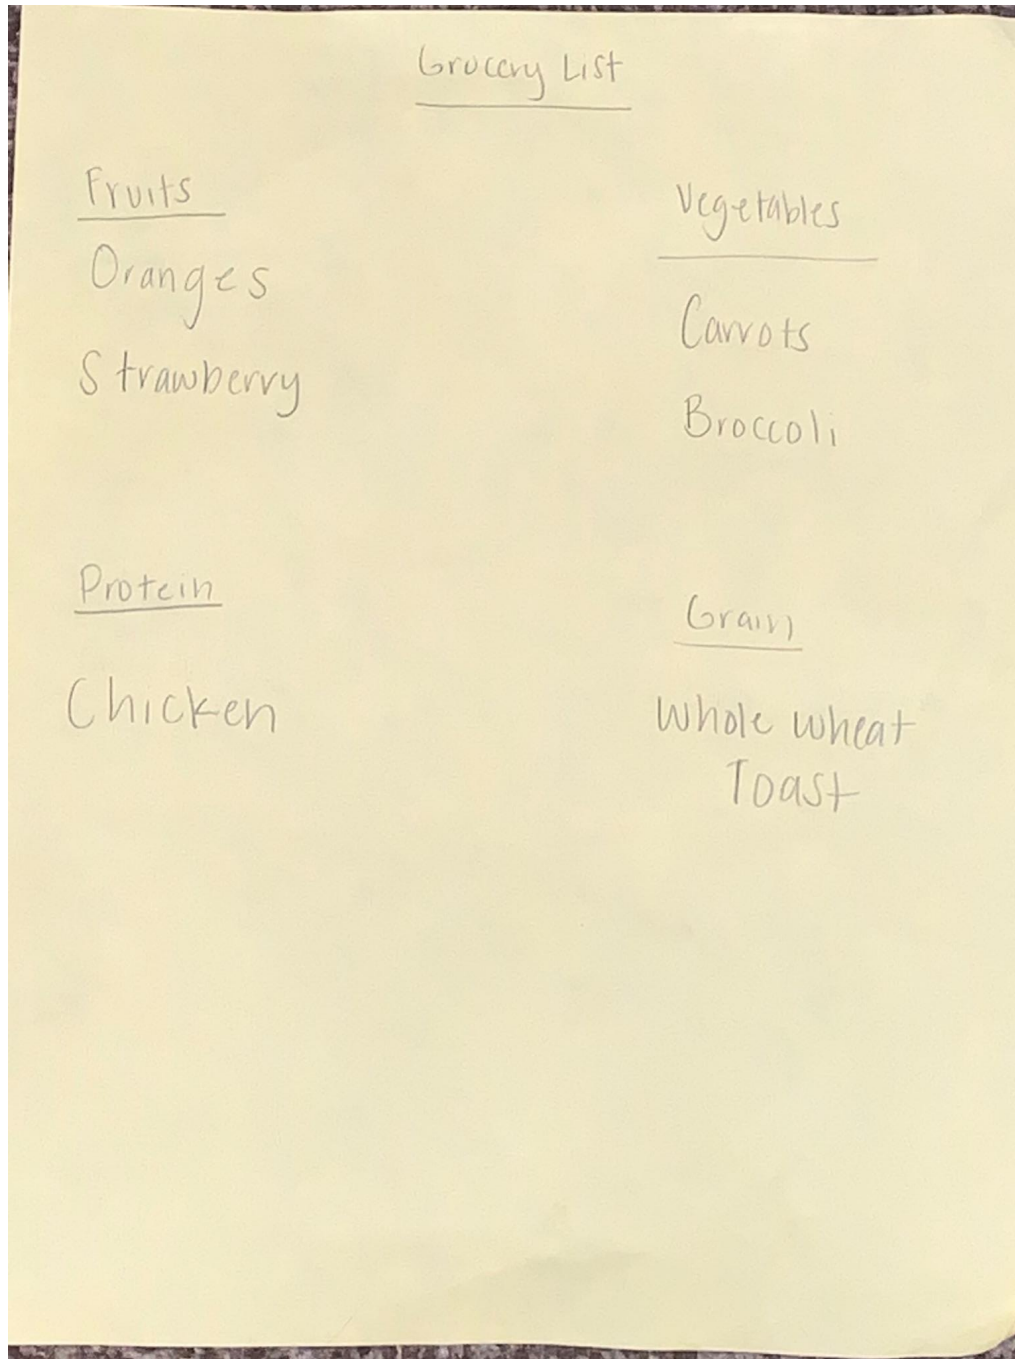 Grocery List
Fruits
Oranges
Strawberry
Vegetables
Carrots
Broccoli
Protein
Chicken
Grain
Whole Wheat
Toast